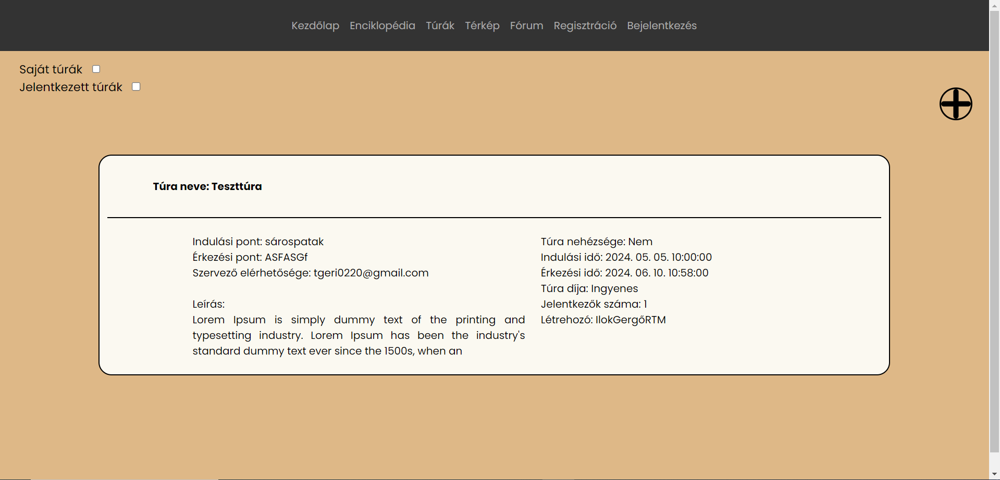 Kezdőlap Enciklopédia Túrák Térkép Fórum Regisztráció Bejelentkezés
Saját túrák
Jelentkezett túrák
Túra neve: Teszttúra
Indulási pont: sárospatak
Érkezési pont: ASFASGf
Szervező elérhetősége: tgeri0220@gmail.com
Leírás:
Lorem Ipsum is simply dummy text of the printing and
typesetting industry. Lorem Ipsum has been the industry's
standard dummy text ever since the 1500s, when an
Túra nehézsége: Nem
Indulási idő: 2024. 05. 05. 10:00:00
Érkezési idő: 2024. 06. 10. 10:58:00
Túra díja: Ingyenes
Jelentkezők száma: 1
Létrehozó: IlokGergőRTM